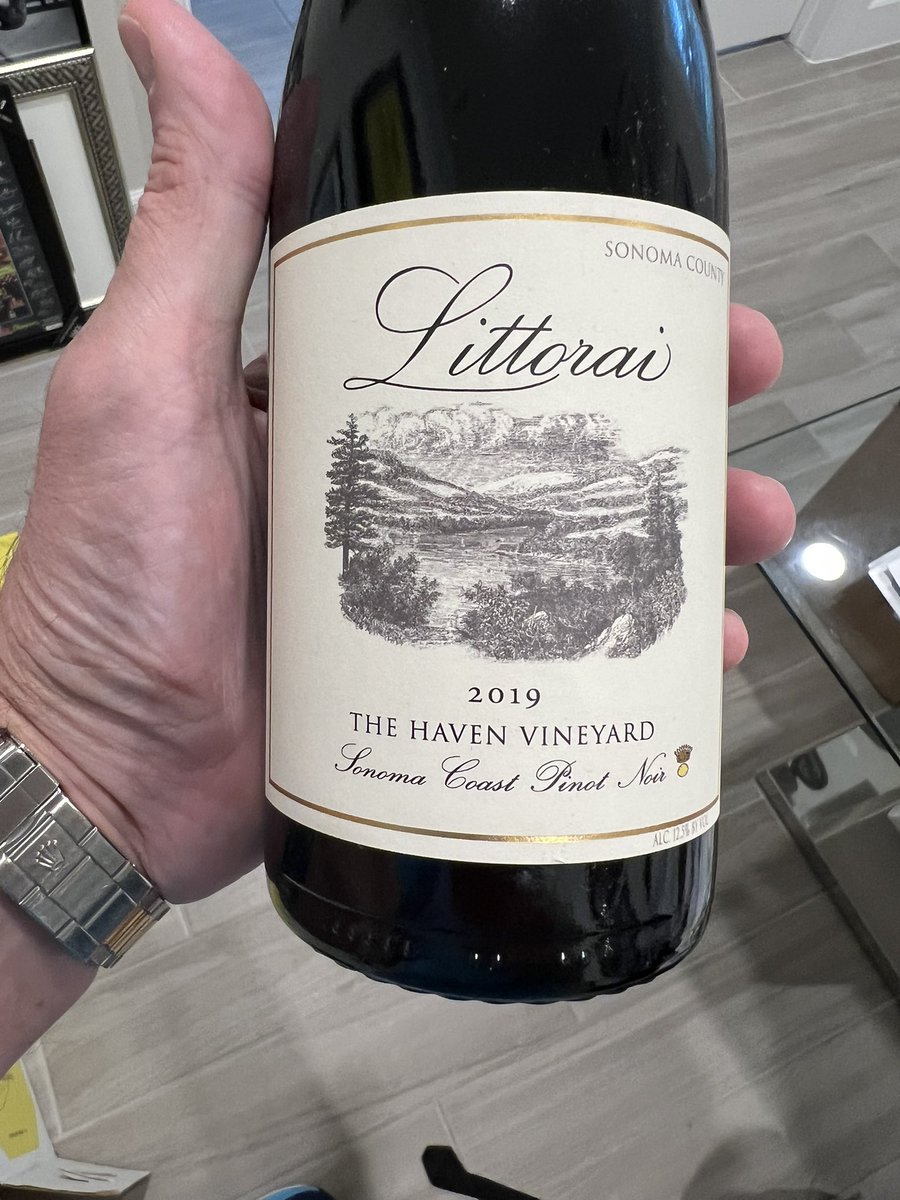 SONOMA COUNTY
Littorai
2019
THE HAVEN VINEYARD
Sonoma Coast Pinot Noir
ALC. 12.5% BY VOL